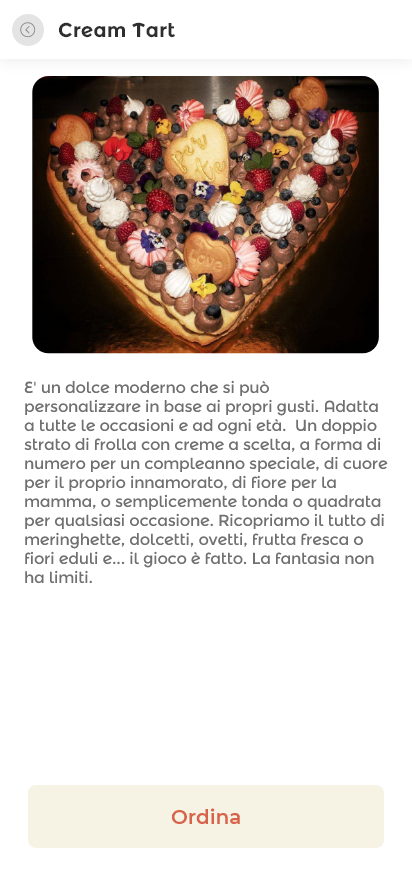 Cream Tart
per
te!
LOVE
E' un dolce moderno che si può
personalizzare in base ai propri gusti. Adatta
a tutte le occasioni e ad ogni età.  Un doppio
strato di frolla con creme a scelta, a forma di
numero per un compleanno speciale, di cuore
per il proprio innamorato, di fiore per la
mamma, o semplicemente tonda o quadrata
per qualsiasi occasione. Ricopriamo il tutto di
meringhette, dolcetti, ovetti, frutta fresca o
fiori eduli e... il gioco è fatto. La fantasia non
ha limiti.
Ordina